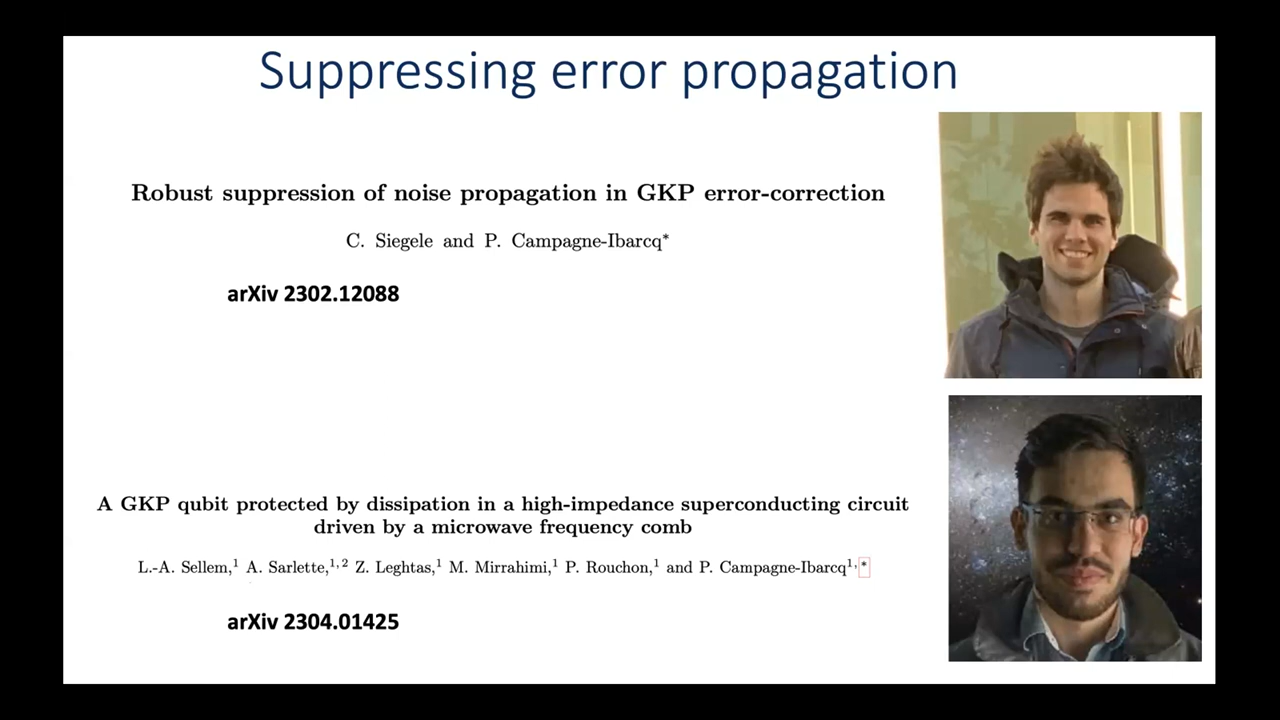 Suppressing error propagation
Robust suppression of noise propagation in GKP error-correction
C. Siegele and P. Campagne-Ibarcq*
arXiv 2302.12088
A GKP qubit protected by dissipation in a high-impedance superconducting circuit
driven by a microwave frequency comb
L.-A. Sellem,¹ A. Sarlette,¹,² Z. Leghtas,¹ M. Mirrahimi,¹ P. Rouchon,¹ and P. Campagne-Ibarcq¹,*
arXiv 2304.01425